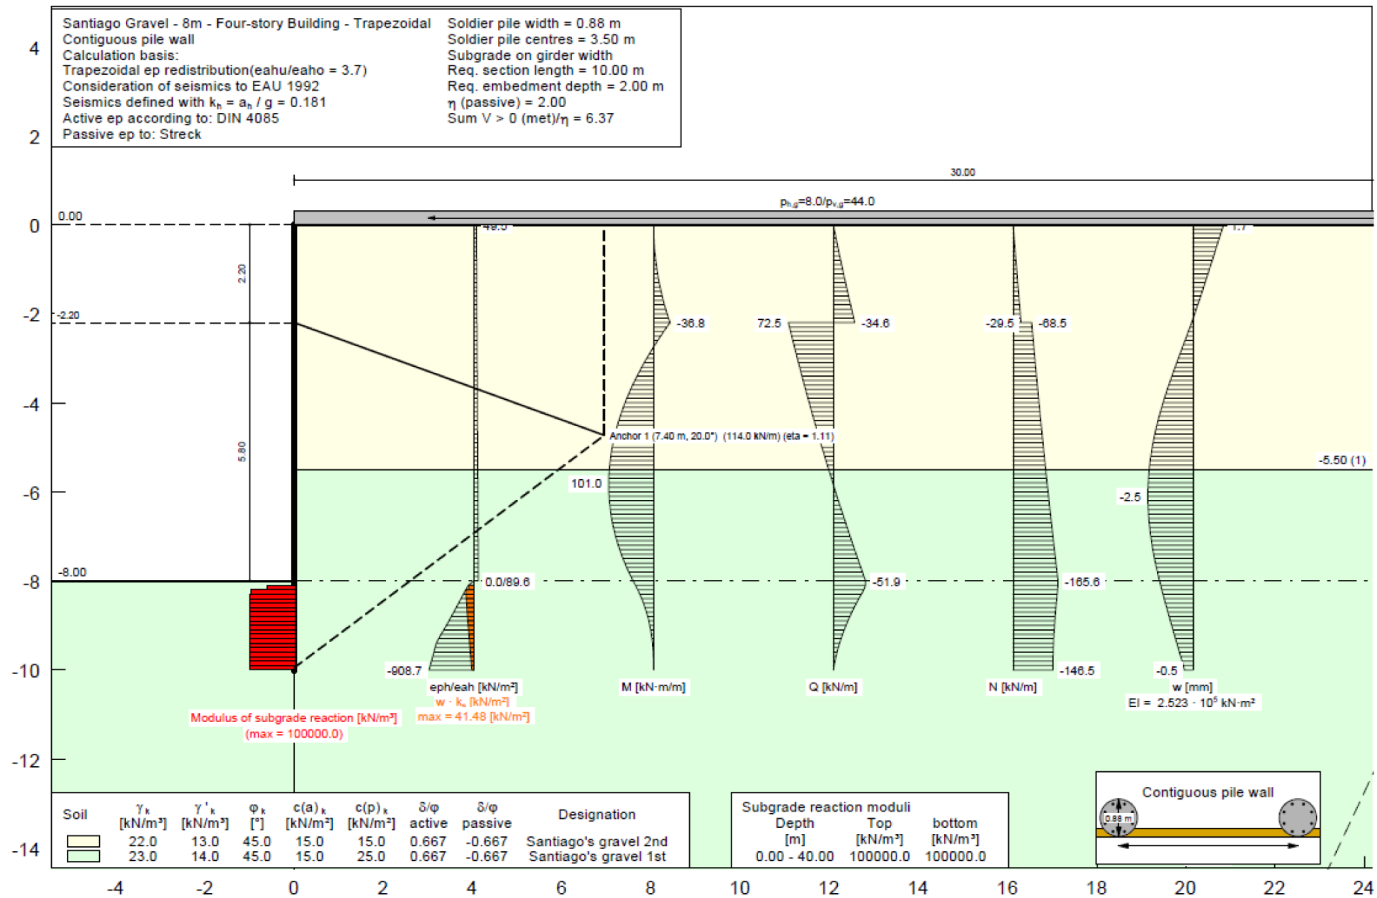 Santiago Gravel - 8m - Four-story Building - Trapezoidal
Contiguous pile wall
Calculation basis:
Trapezoidal ep redistribution(eahu/eaho = 3.7)
Consideration of seismics to EAU 1992
Seismics defined with kₕ = aₕ / g = 0.181
Active ep according to: DIN 4085
Passive ep to: Streck
Soldier pile width = 0.88 m
Soldier pile centres = 3.50 m
Subgrade on girder width
Req. section length = 10.00 m
Req. embedment depth = 2.00 m
η (passive) = 2.00
Sum V > 0 (met)/η = 6.37
4
2
0
-2
-4
-6
-8
-10
-12
-14
30.00
pₕ,g=8.0/pᵥ,g=44.0
0.00
2.20
-2.20
5.80
-8.00
49.0
1.7
-36.8
72.5
-34.6
-29.5
-68.5
Anchor 1 (7.40 m, 20.0°) (114.0 kN/m) (eta = 1.11)
-5.50 (1)
101.0
-2.5
0.0/89.6
-51.9
-165.6
-908.7
-146.5
-0.5
eph/eah [kN/m²]
w · kₛ [kN/m²]
max = 41.48 [kN/m²]
M [kN·m/m]
Q [kN/m]
N [kN/m]
w [mm]
EI = 2.523 · 10⁵ kN·m²
Modulus of subgrade reaction [kN/m³]
(max = 100000.0)
Soil γₖ [kN/m³] γ'ₖ [kN/m³] φₖ [°] c(a)ₖ [kN/m²] c(p)ₖ [kN/m²] δ/φ active δ/φ passive Designation
22.0 13.0 45.0 15.0 15.0 0.667 -0.667 Santiago's gravel 2nd
23.0 14.0 45.0 15.0 25.0 0.667 -0.667 Santiago's gravel 1st
Subgrade reaction moduli
Depth Top bottom
[m] [kN/m³] [kN/m³]
0.00 - 40.00 100000.0 100000.0
Contiguous pile wall
0.88 m
-4 -2 0 2 4 6 8 10 12 14 16 18 20 22 24